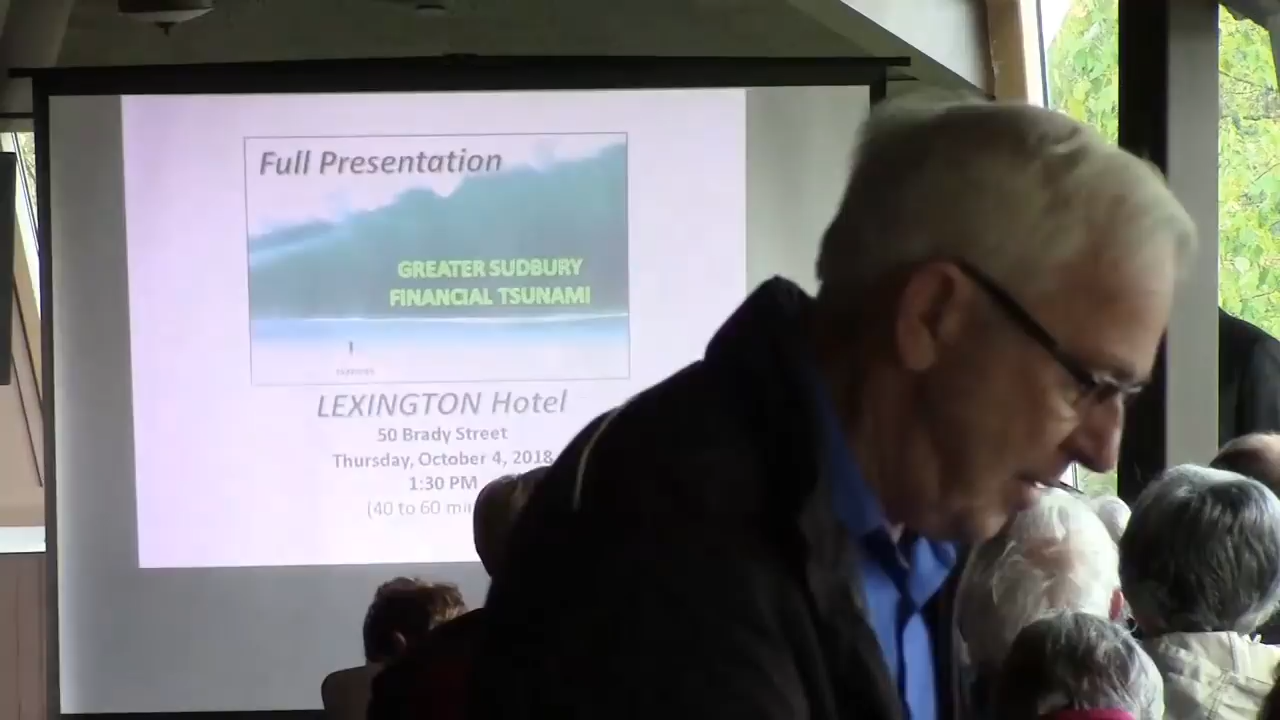 Full Presentation
GREATER SUDBURY
FINANCIAL TSUNAMI
LEXINGTON Hotel
50 Brady Street
Thursday, October 4, 2018
1:30 PM
(40 to 60